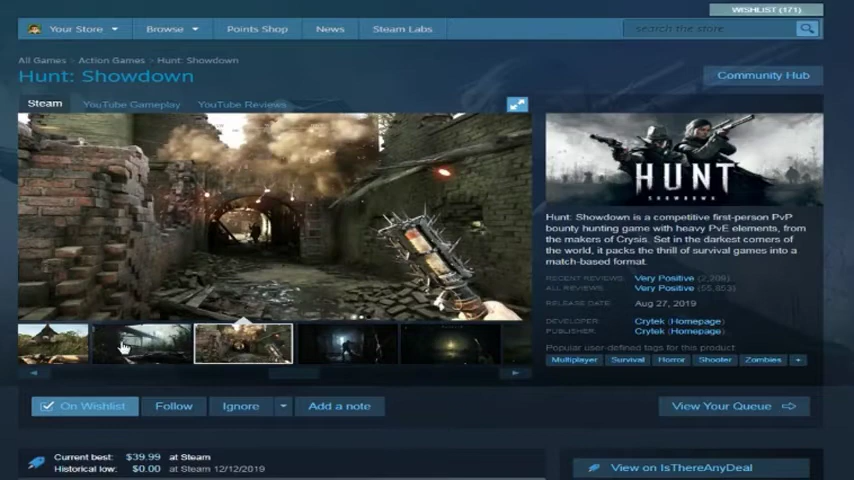 WISHLIST (171)
Your Store
Browse
Points Shop
News
Steam Labs
search the store
All Games > Action Games > Hunt: Showdown
Hunt: Showdown
Community Hub
Steam
YouTube Gameplay
YouTube Reviews
HUNT
SHOWDOWN
Hunt: Showdown is a competitive first-person PvP
bounty hunting game with heavy PvE elements, from
the makers of Crysis. Set in the darkest corners of
the world, it packs the thrill of survival games into a
match-based format.
RECENT REVIEWS: Very Positive (2,709)
ALL REVIEWS: Very Positive (55,853)
RELEASE DATE: Aug 27, 2019
DEVELOPER: Crytek (Homepage)
PUBLISHER: Crytek (Homepage)
Popular user-defined tags for this product
Multiplayer Survival Horror Shooter Zombies +
On Wishlist
Follow
Ignore
Add a note
View Your Queue
Current best: $39.99 at Steam
Historical low: $0.00 at Steam 12/12/2019
View on IsThereAnyDeal